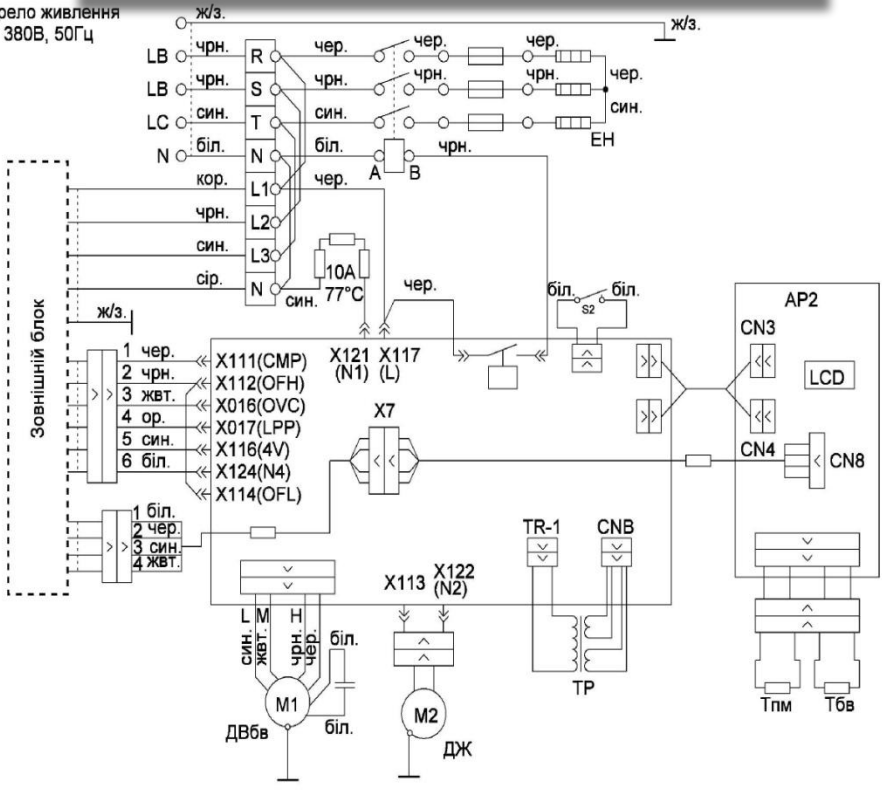 рело живлення
380В, 50Гц
ж/з.
ж/з.
LB чрн. R чер. чер. чер.
LB чрн. S чрн. чрн. чрн. чер.
LC син. T син. син.
EH
N біл. N біл. A B чрн.
кор. L1 чер.
чрн. L2
син. L3
сір. N син.
10А
77°С
чер.
біл. S2 біл.
ж/з.
Зовнішній блок
1 чер. X111(CMP)
2 чрн. X112(OFH)
3 жвт. X016(OVC)
4 ор. X017(LPP)
5 син. X116(4V)
6 біл. X124(N4)
X114(OFL)
X121 X117
(N1) (L)
X7
AP2
CN3
LCD
CN4
CN8
1 біл.
2 чер.
3 син.
4 жвт.
TR-1 CNB
X113 X122
(N2)
L M H
син. жвт. чрн. чер.
біл.
M1
біл.
ДВбв
M2
ДЖ
TP
Тпм Тбв